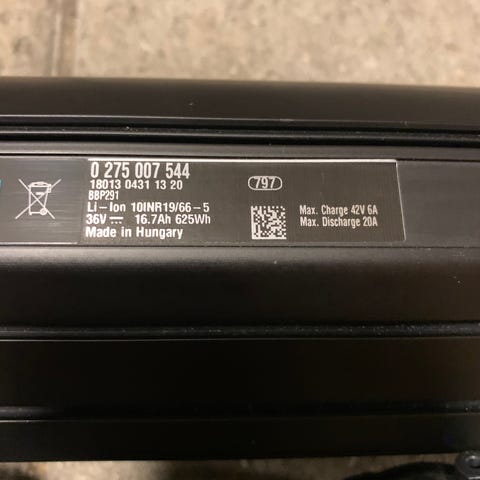 0 275 007 544
18013 0431 13 20
BBP291
Li-Ion 10INR19/66-5
36V⎓ 16.7Ah 625Wh
Made in Hungary
797
Max. Charge 42V 6A
Max. Discharge 20A